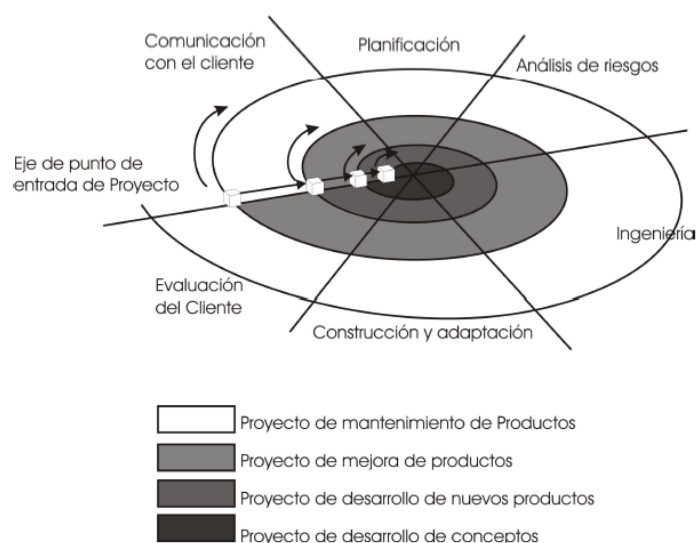 Comunicación
con el cliente
Planificación
Análisis de riesgos
Eje de punto de
entrada de Proyecto
Ingeniería
Evaluación
del Cliente
Construcción y adaptación
Proyecto de mantenimiento de Productos
Proyecto de mejora de productos
Proyecto de desarrollo de nuevos productos
Proyecto de desarrollo de conceptos